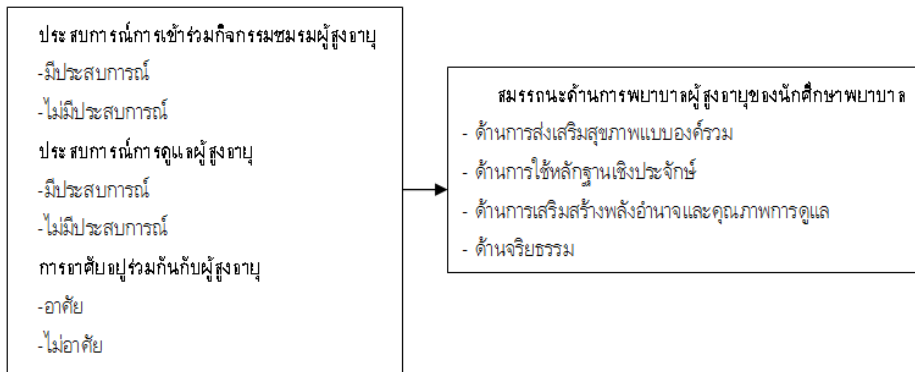 ประสบการณ์การเข้าร่วมกิจกรรมชมรมผู้สูงอายุ
-มีประสบการณ์
-ไม่มีประสบการณ์
ประสบการณ์การดูแลผู้สูงอายุ
-มีประสบการณ์
-ไม่มีประสบการณ์
การอาศัยอยู่ร่วมกันกับผู้สูงอายุ
-อาศัย
-ไม่อาศัย
สมรรถนะด้านการพยาบาลผู้สูงอายุของนักศึกษาพยาบาล
- ด้านการส่งเสริมสุขภาพแบบองค์รวม
- ด้านการใช้หลักฐานเชิงประจักษ์
- ด้านการเสริมสร้างพลังอำนาจและคุณภาพการดูแล
- ด้านจริยธรรม